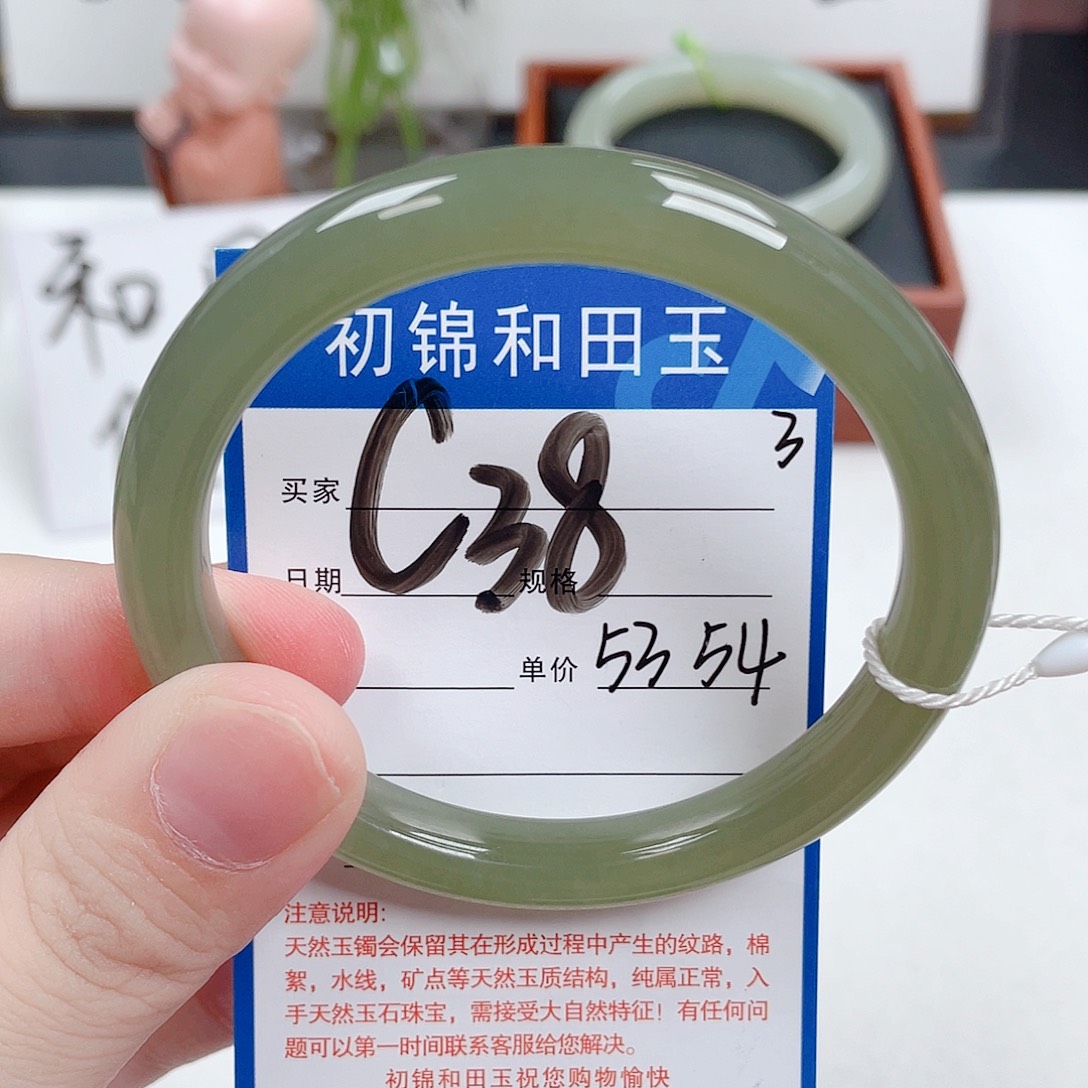 初锦和田玉
3
买家 C38
日期 规格
单价 53 54
注意说明:
天然玉镯会保留其在形成过程中产生的纹路，棉
絮，水线，矿点等天然玉质结构，纯属正常，入
手天然玉石珠宝，需接受大自然特征！有任何问
题可以第一时间联系客服给您解决。
初锦和田玉祝您购物愉快
和